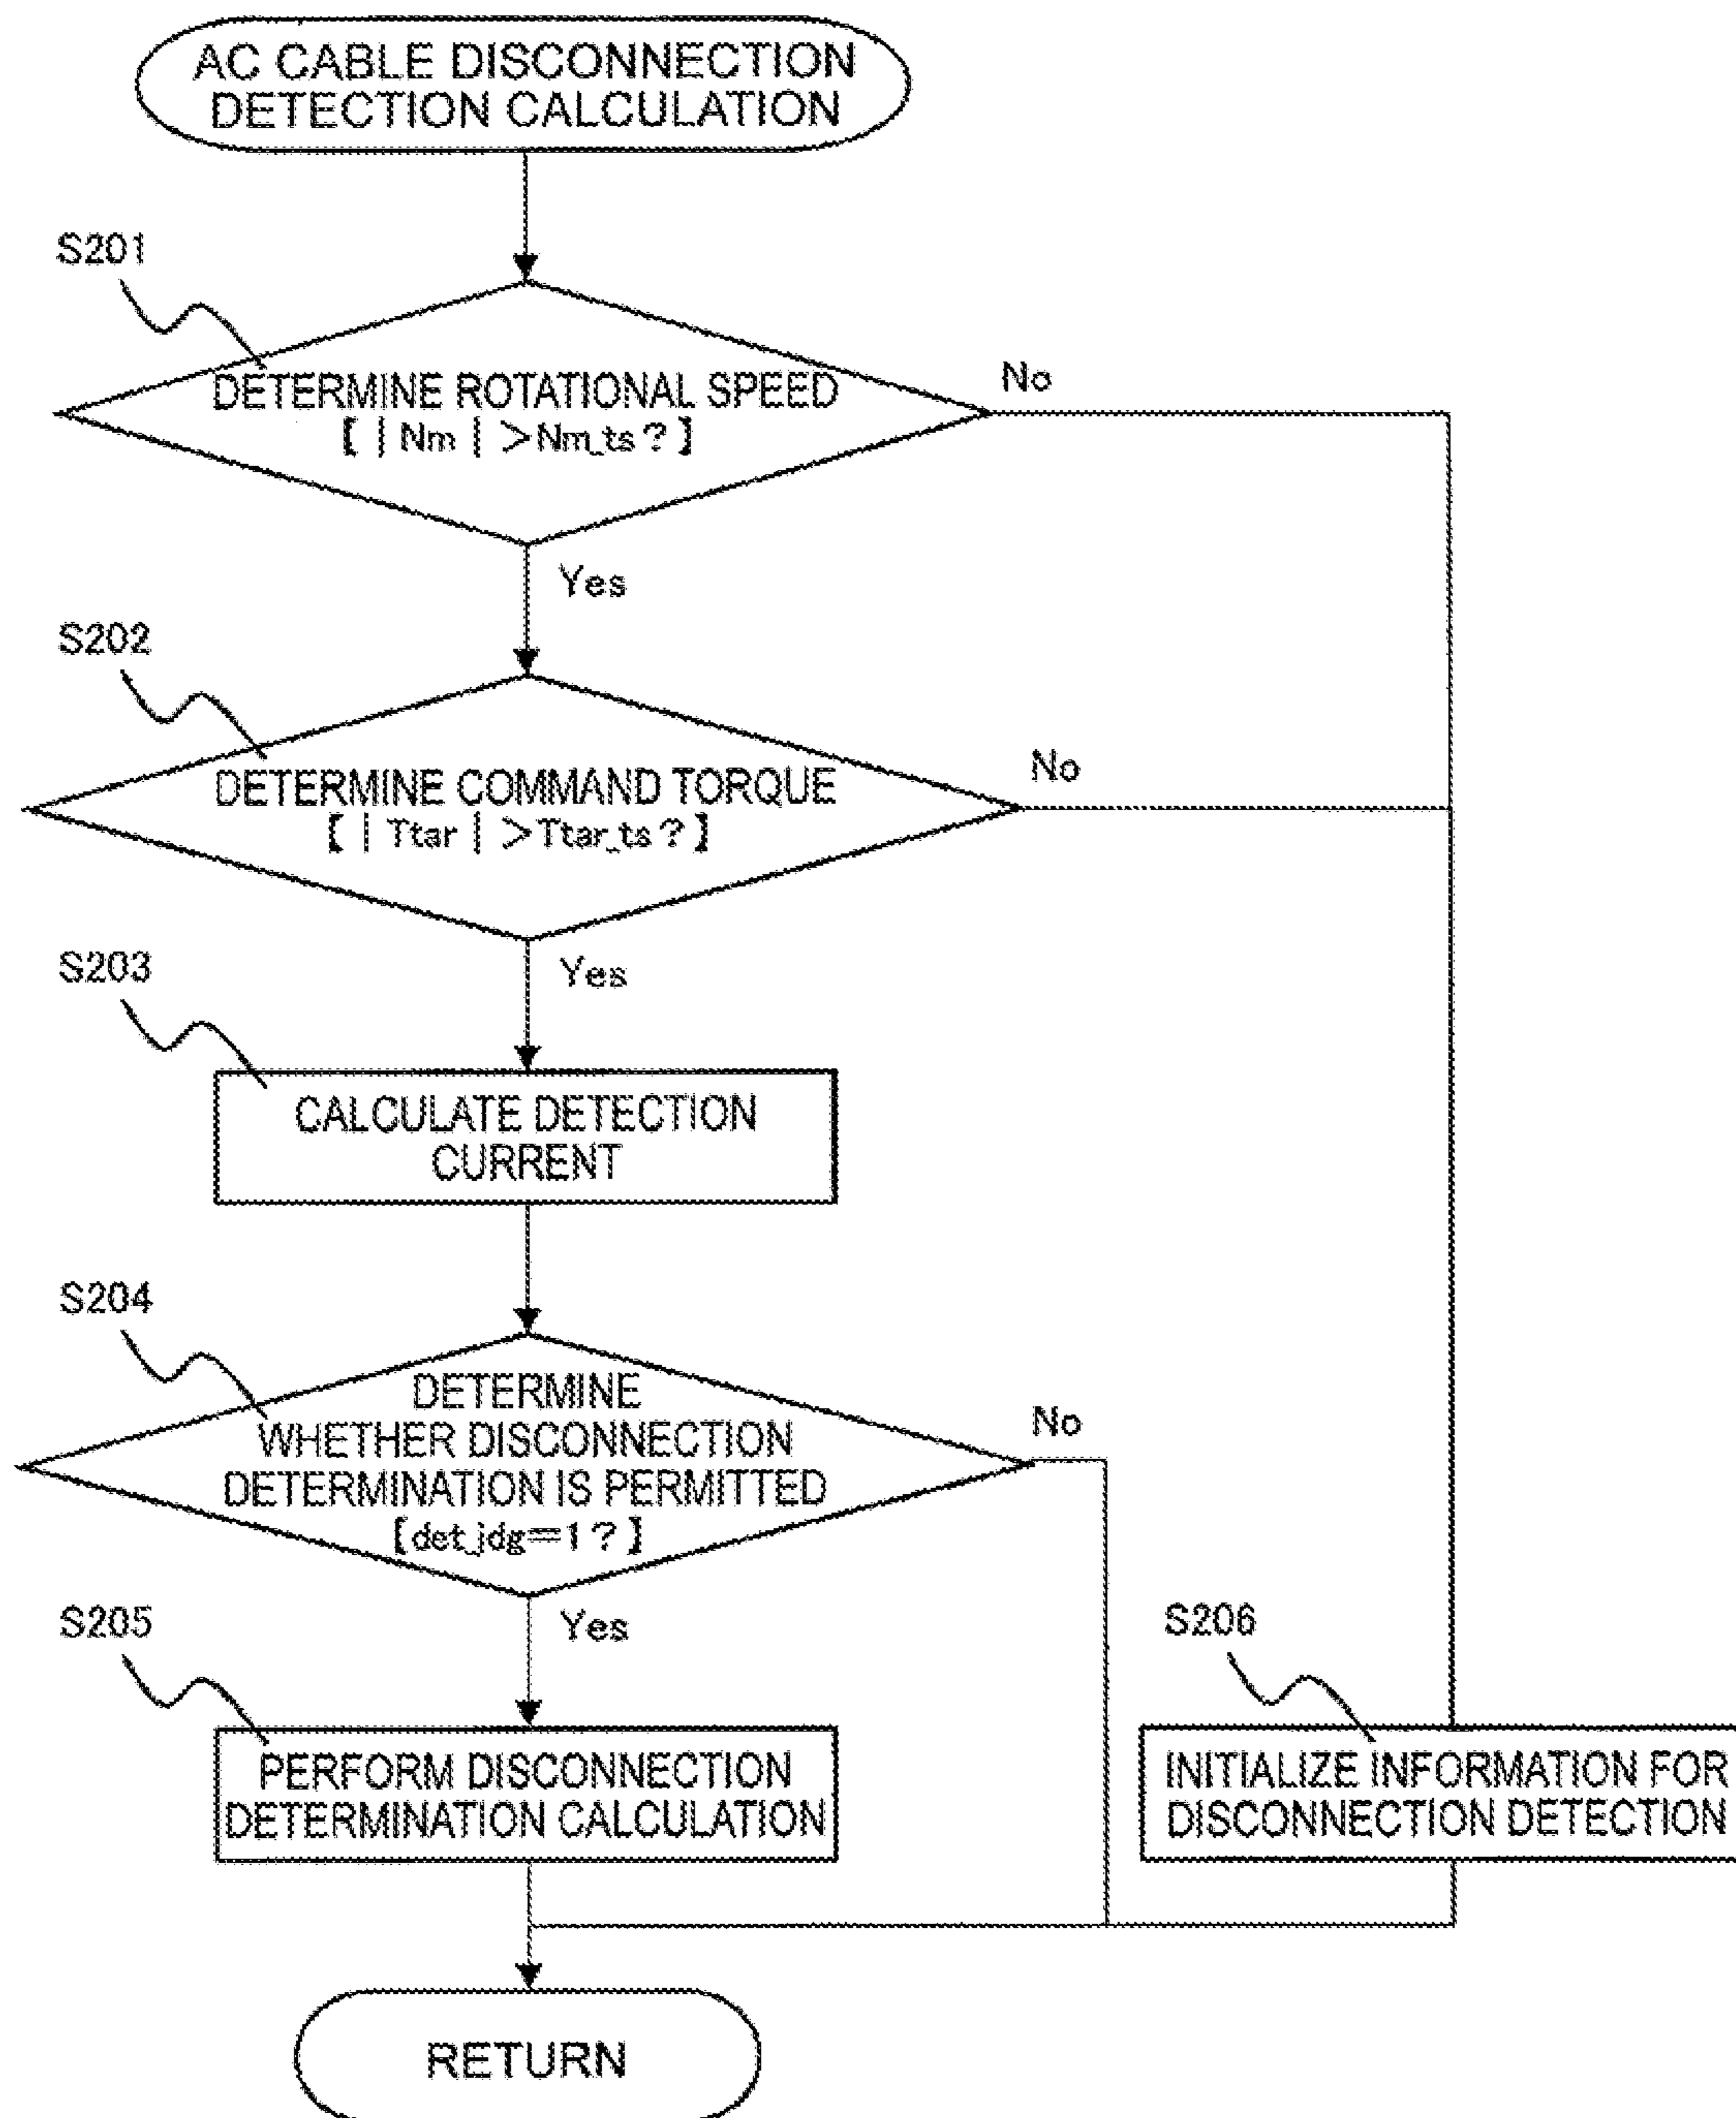 AC CABLE DISCONNECTION
DETECTION CALCULATION
S201
DETERMINE ROTATIONAL SPEED
【 | Nm | >Nm_ts?】
No
Yes
S202
DETERMINE COMMAND TORQUE
【 | Ttar | >Ttar_ts?】
No
Yes
S203
CALCULATE DETECTION
CURRENT
S204
DETERMINE
WHETHER DISCONNECTION
DETERMINATION IS PERMITTED
【det_jdg=1?】
No
Yes
S205
PERFORM DISCONNECTION
DETERMINATION CALCULATION
S206
INITIALIZE INFORMATION FOR
DISCONNECTION DETECTION
RETURN